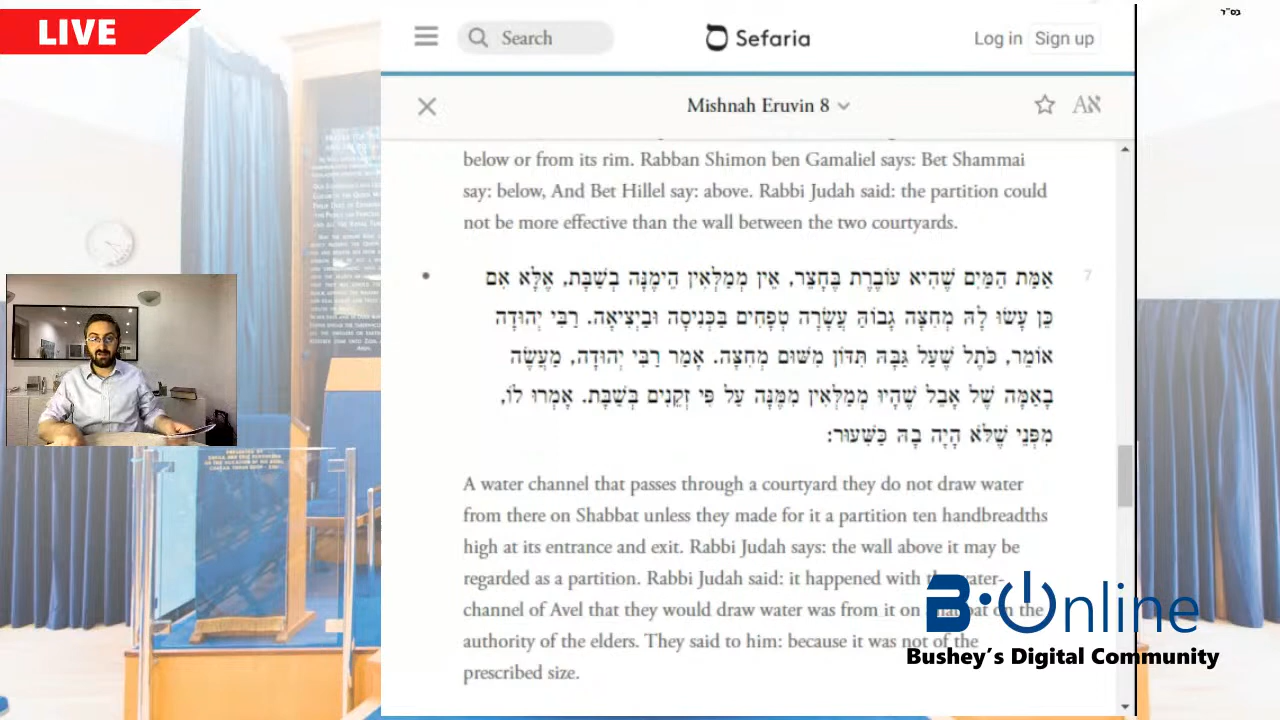 LIVE
בס"ד
Search
Sefaria
Log in
Sign up
Mishnah Eruvin 8
below or from its rim. Rabban Shimon ben Gamaliel says: Bet Shammai
say: below, And Bet Hillel say: above. Rabbi Judah said: the partition could
not be more effective than the wall between the two courtyards.
7
אַמַּת הַמַּיִם שֶׁהִיא עוֹבֶרֶת בֶּחָצֵר, אֵין מְמַלְּאִין הֵימֶנָּה בְשַׁבָּת, אֶלָּא אִם
כֵּן עָשׂוּ לָהּ מְחִצָּה גְבוֹהָּ עֲשָׂרָה טְפָחִים בַּכְּנִיסָה וּבַיְצִיאָה. רַבִּי יְהוּדָה
אוֹמֵר, כֹּתֶל שֶׁעַל גַּבָּהּ תִּדּוֹן מִשּׁוּם מְחִצָּה. אָמַר רַבִּי יְהוּדָה, מַעֲשֶׂה
בְאַמָּה שֶׁל אָבֵל שֶׁהָיוּ מְמַלְּאִין מִמֶּנָּה עַל פִּי זְקֵנִים בְּשַׁבָּת. אָמְרוּ לוֹ,
מִפְּנֵי שֶׁלֹּא הָיָה בָהּ כַּשִּׁעוּר:
A water channel that passes through a courtyard they do not draw water
from there on Shabbat unless they made for it a partition ten handbreadths
high at its entrance and exit. Rabbi Judah says: the wall above it may be
regarded as a partition. Rabbi Judah said: it happened with the water-
channel of Avel that they would draw water was from it on Shabbat on the
authority of the elders. They said to him: because it was not of the
prescribed size.
B·Online
Bushey's Digital Community